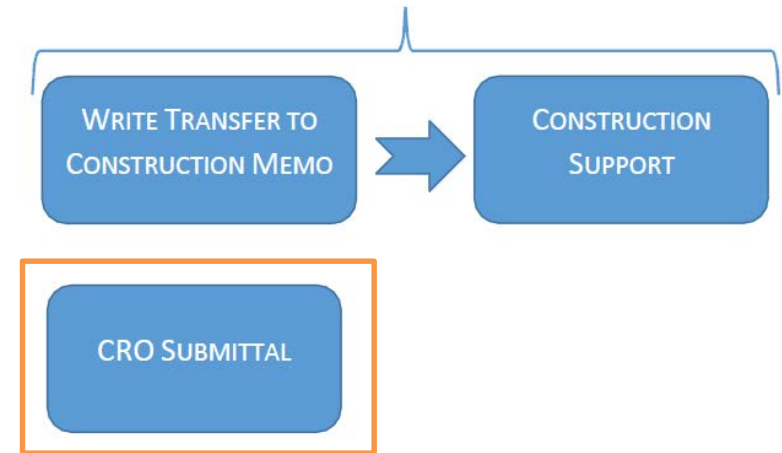 WRITE TRANSFER TO
CONSTRUCTION MEMO
CONSTRUCTION
SUPPORT
CRO SUBMITTAL